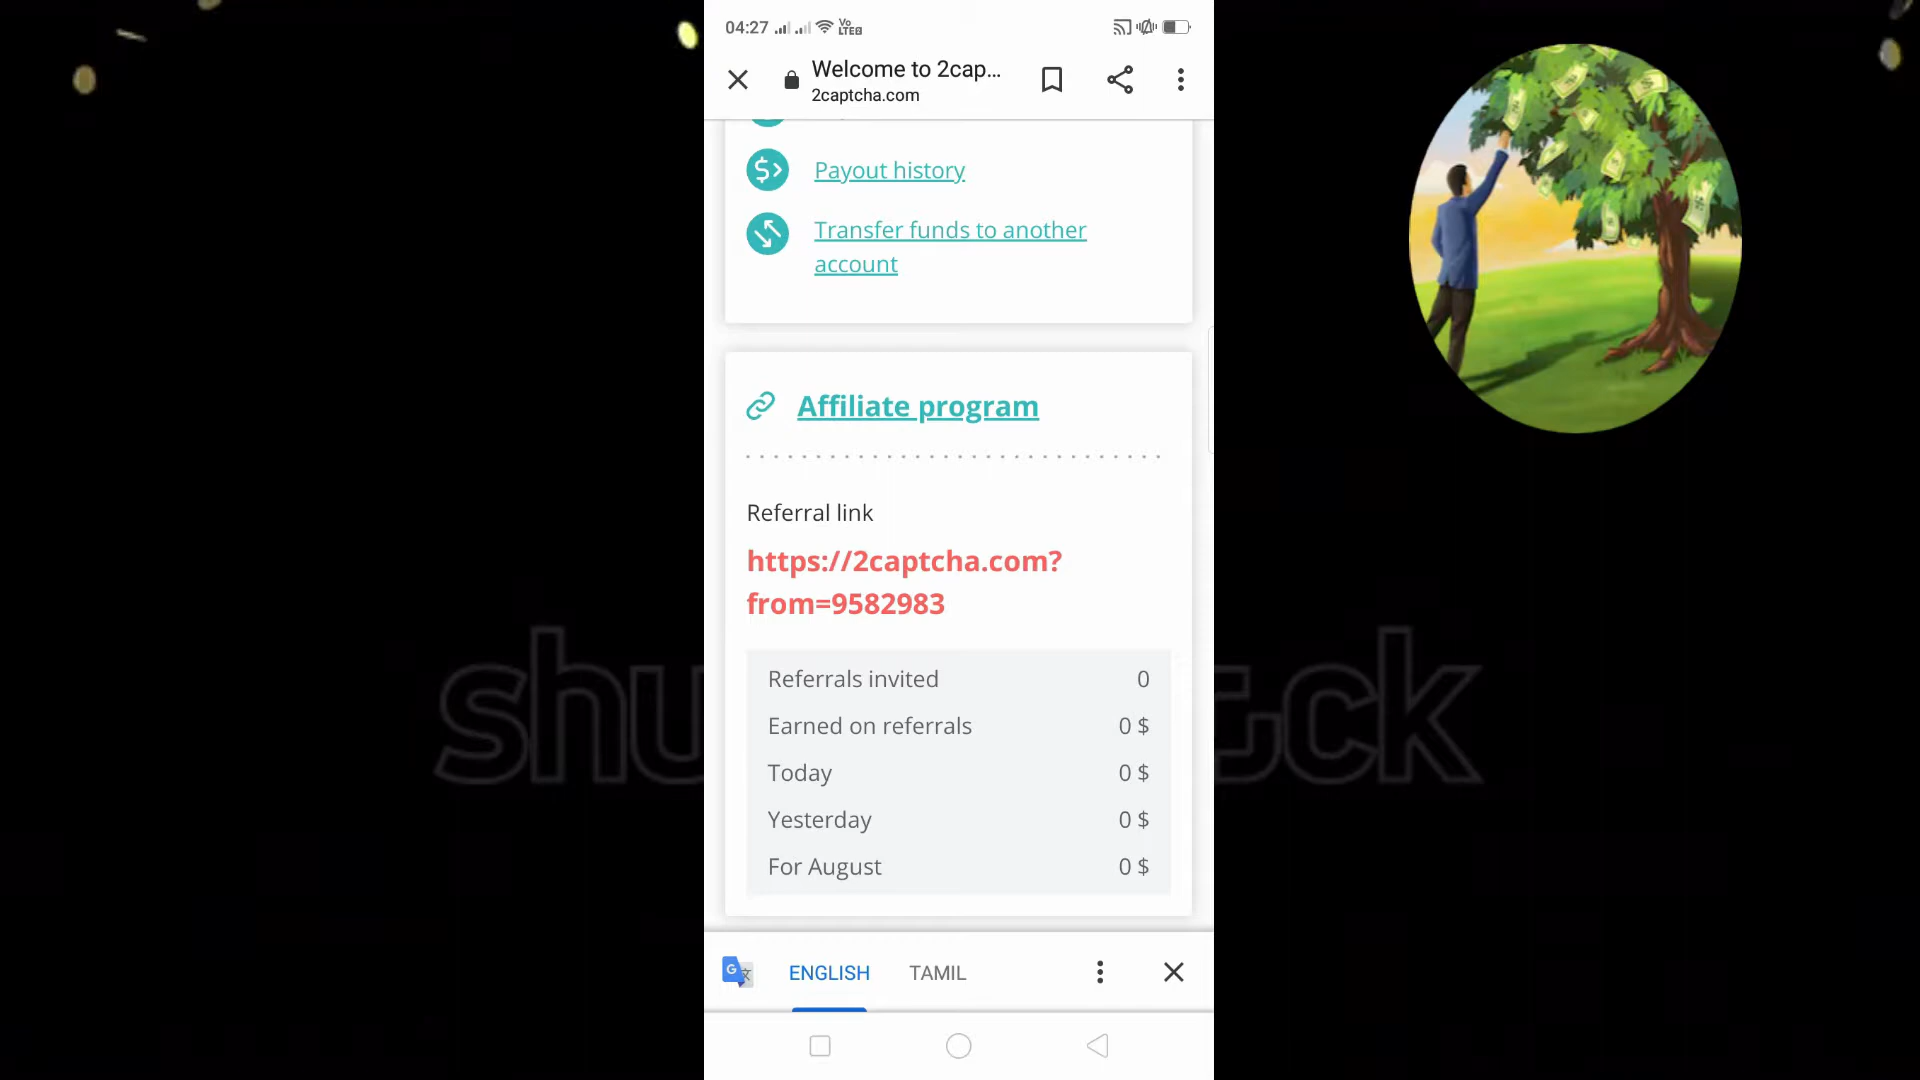 04:27
Vo
LTE
Welcome to 2cap...
2captcha.com
Payout history
Transfer funds to another
account
Affiliate program
Referral link
https://2captcha.com?
from=9582983
Referrals invited 0
Earned on referrals 0 $
Today 0 $
Yesterday 0 $
For August 0 $
ENGLISH TAMIL